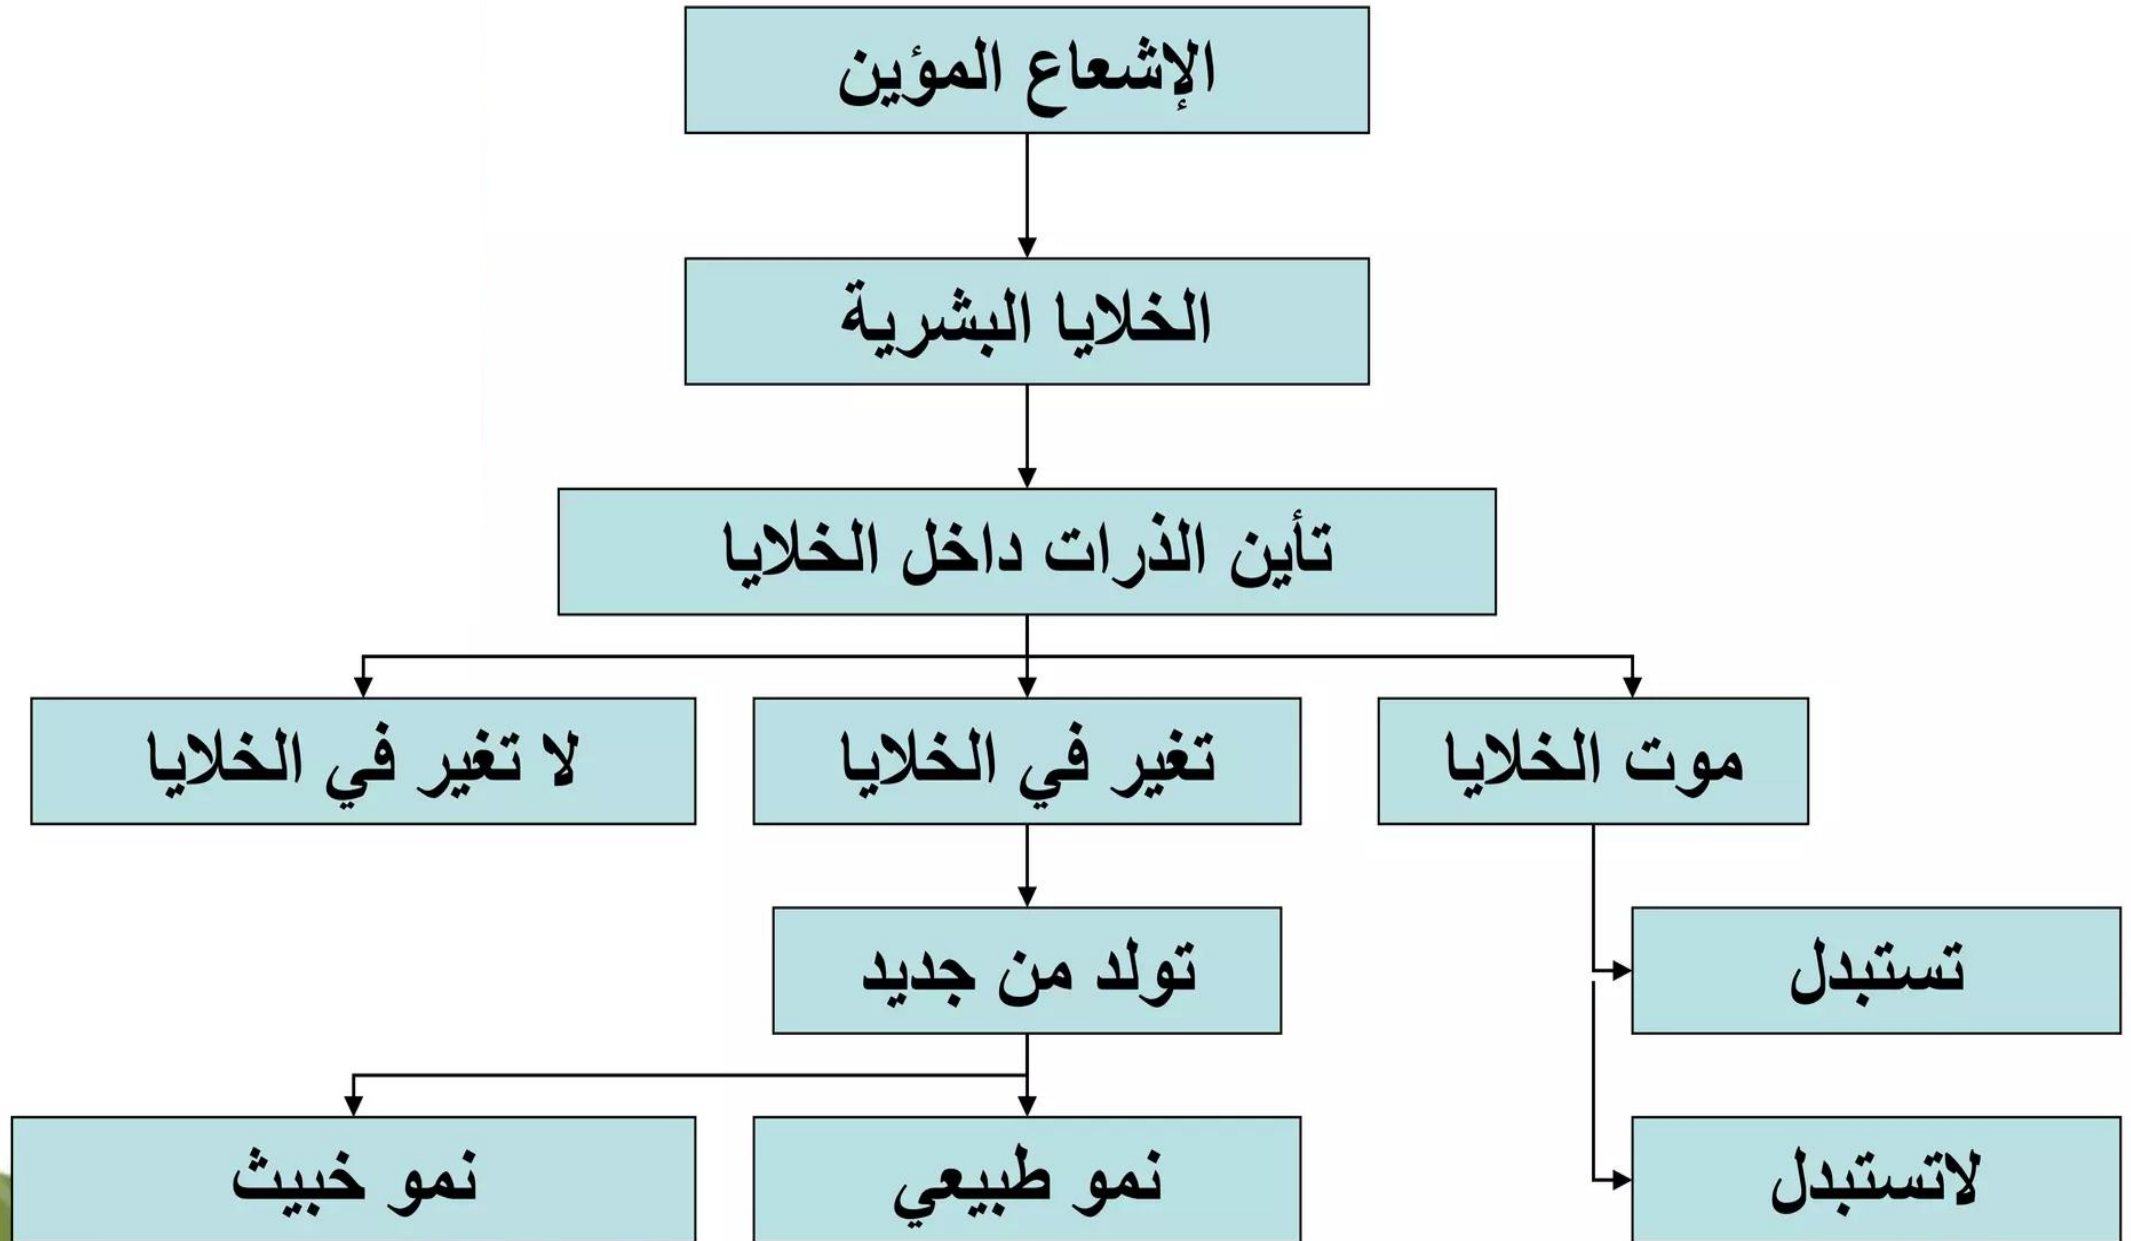 الإشعاع المؤين
الخلايا البشرية
تأين الذرات داخل الخلايا
موت الخلايا
تغير في الخلايا
لا تغير في الخلايا
تستبدل
تولد من جديد
لاتستبدل
نمو طبيعي
نمو خبيث